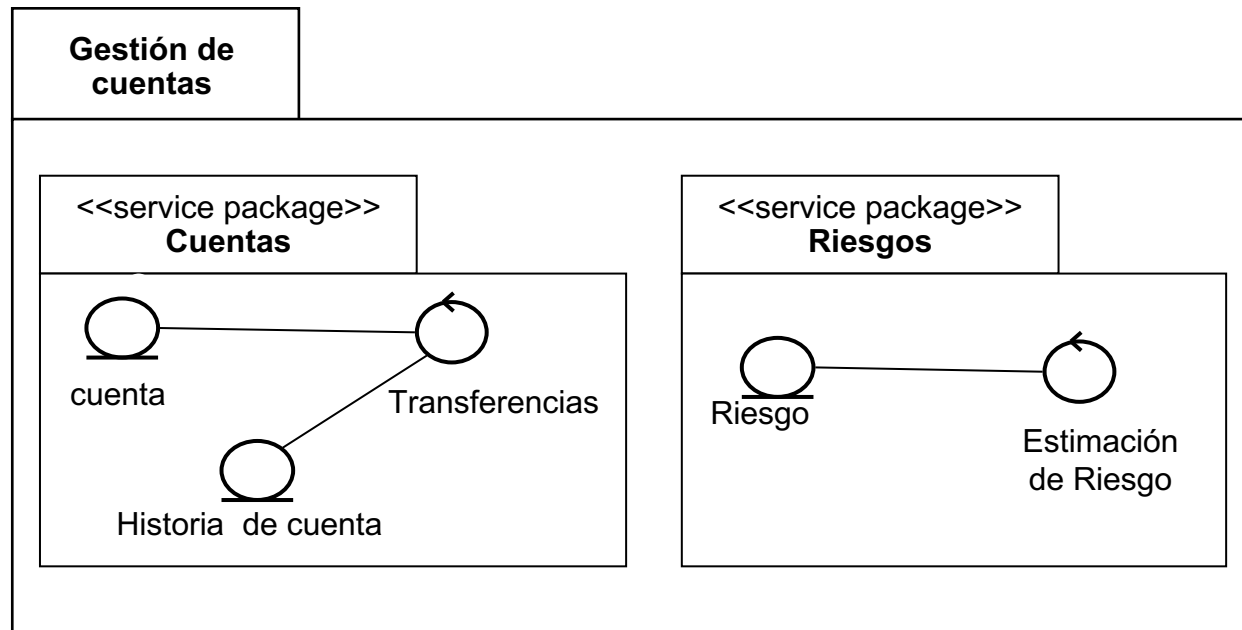 Gestión de
cuentas
<<service package>>
Cuentas
cuenta
Transferencias
Historia de cuenta
<<service package>>
Riesgos
Riesgo
Estimación
de Riesgo